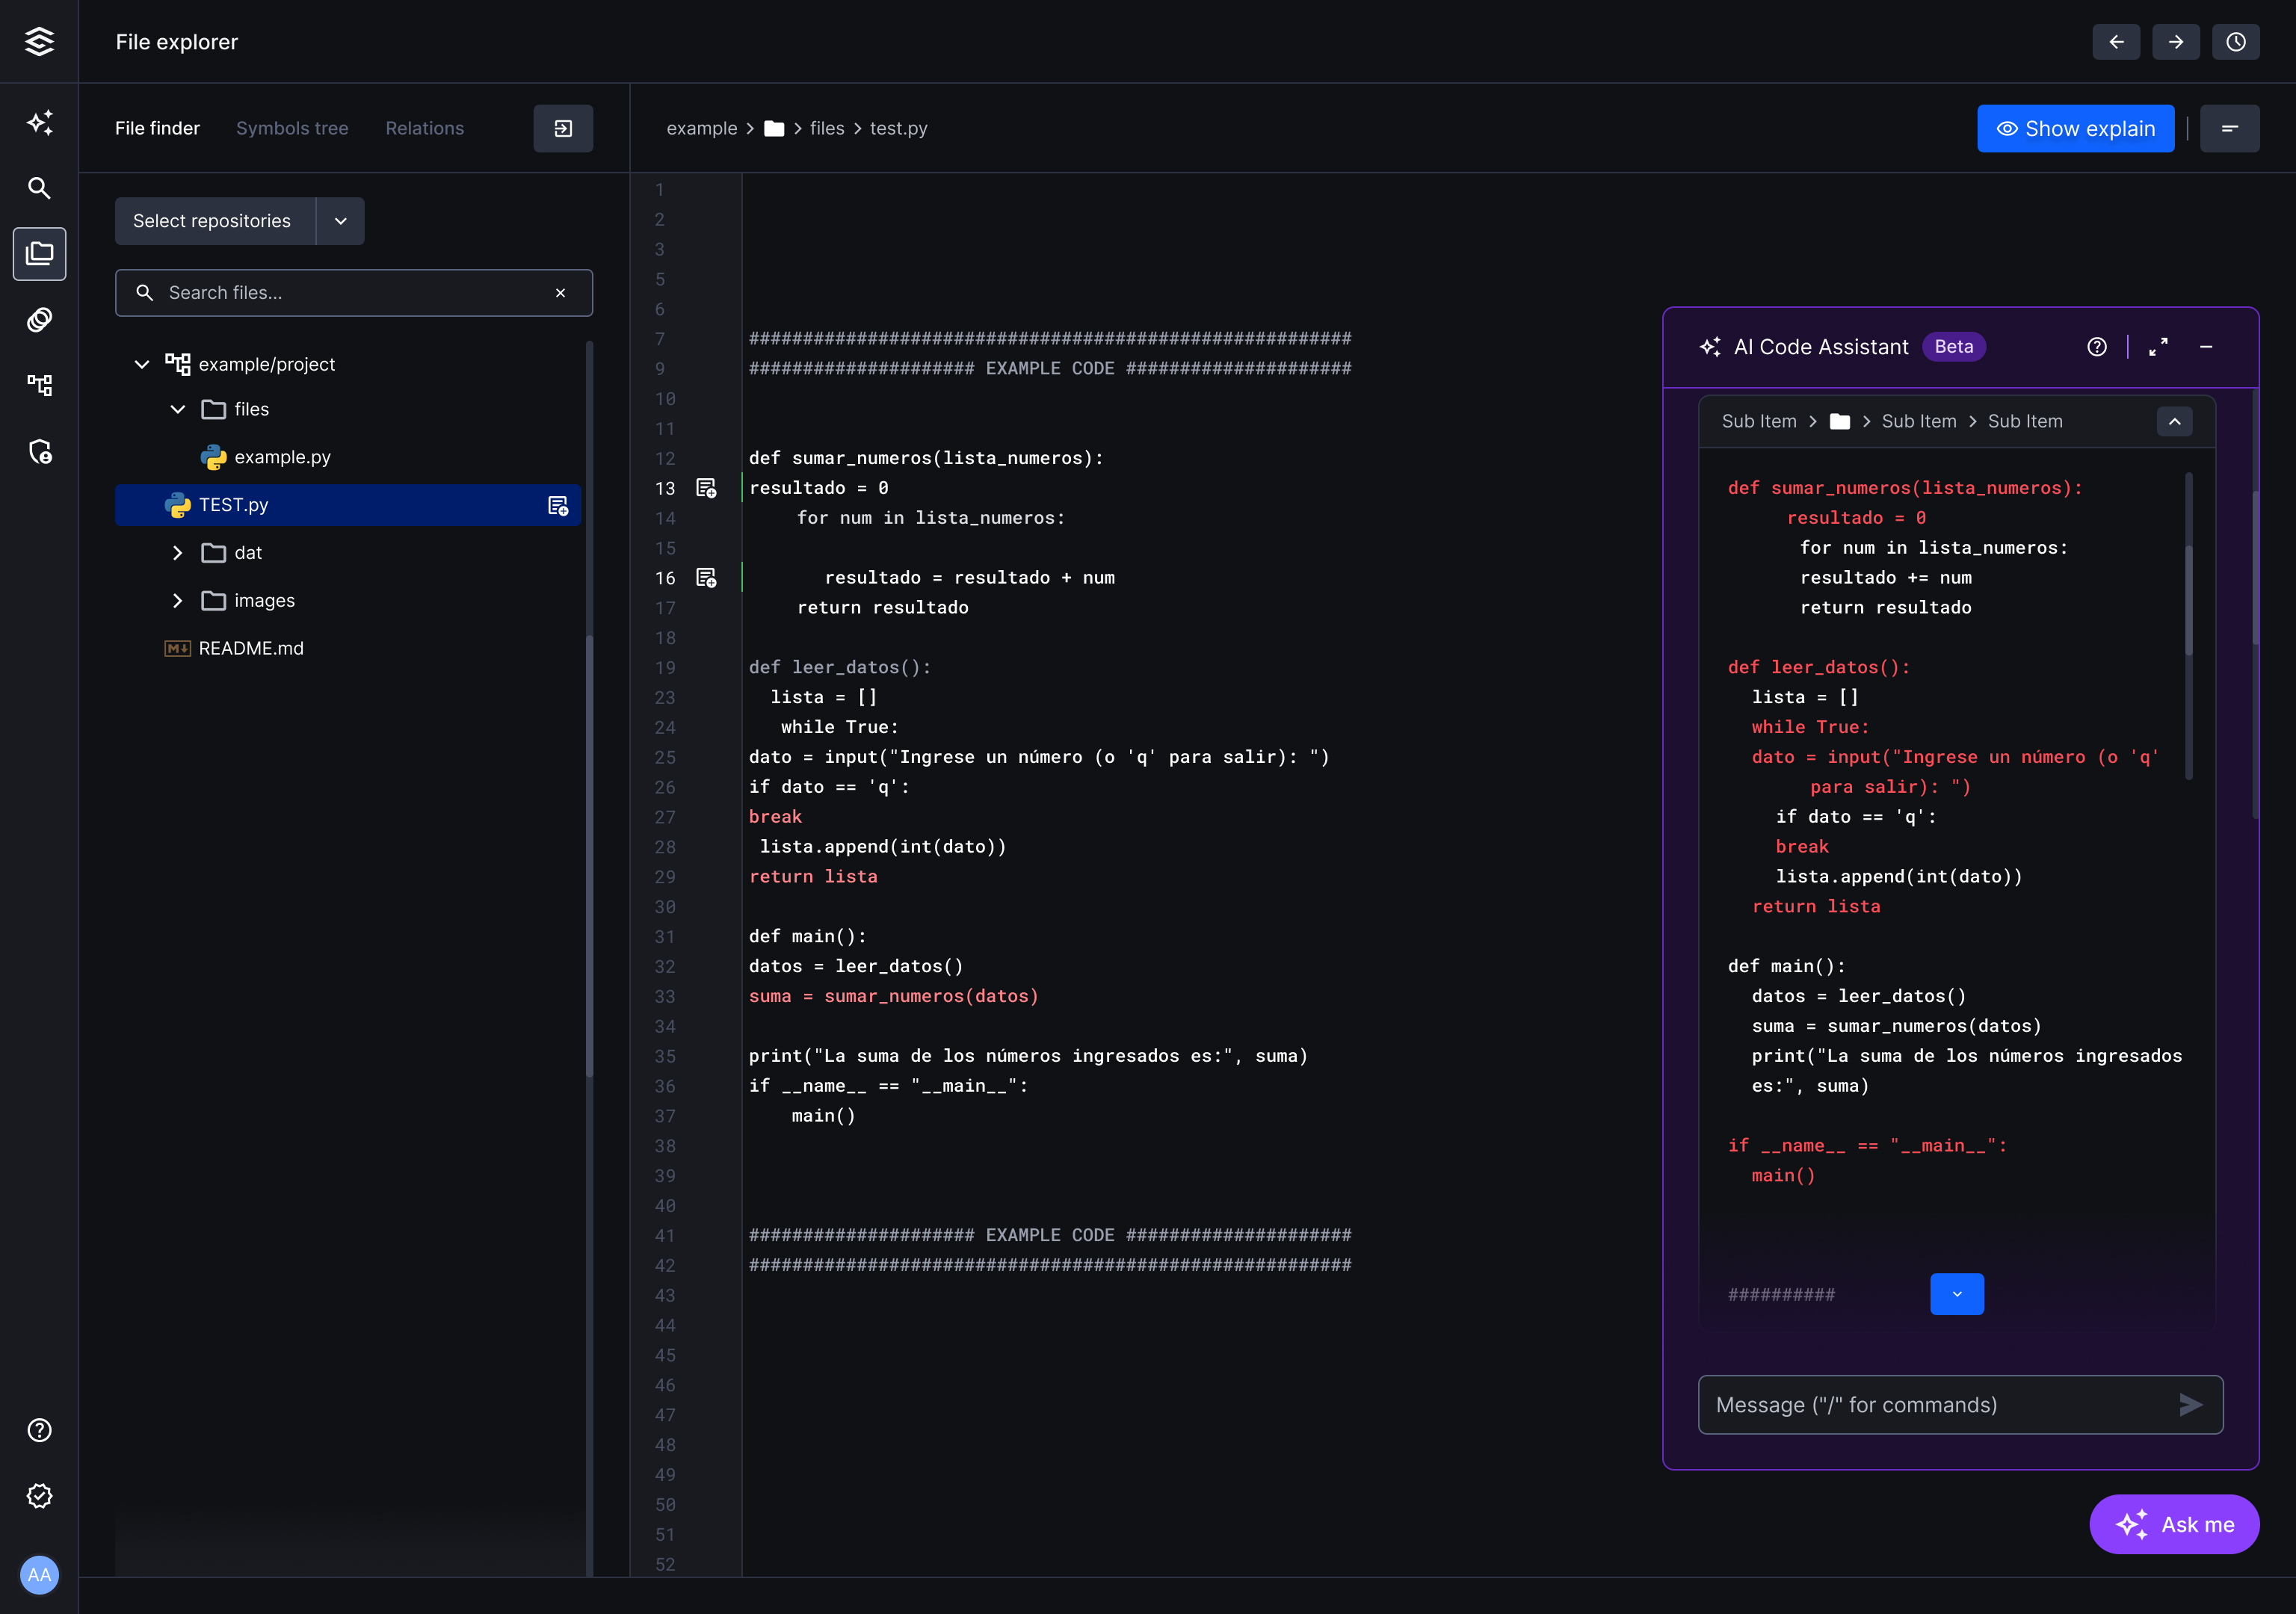 File explorer
File finder Symbols tree Relations
example > > files > test.py
Show explain
Select repositories
Search files...
example/project
files
example.py
TEST.py
dat
images
README.md
1
2
3
5
6
7 ########################################################
9 ##################### EXAMPLE CODE #####################
10
11
12 def sumar_numeros(lista_numeros):
13 resultado = 0
14 for num in lista_numeros:
15
16 resultado = resultado + num
17 return resultado
18
19 def leer_datos():
23 lista = []
24 while True:
25 dato = input("Ingrese un número (o 'q' para salir): ")
26 if dato == 'q':
27 break
28 lista.append(int(dato))
29 return lista
30
31 def main():
32 datos = leer_datos()
33 suma = sumar_numeros(datos)
34
35 print("La suma de los números ingresados es:", suma)
36 if __name__ == "__main__":
37 main()
38
39
40
41 ##################### EXAMPLE CODE #####################
42 ########################################################
43
44
45
46
47
48
49
50
51
52
AI Code Assistant Beta
Sub Item > > Sub Item > Sub Item
def sumar_numeros(lista_numeros):
resultado = 0
for num in lista_numeros:
resultado += num
return resultado
def leer_datos():
lista = []
while True:
dato = input("Ingrese un número (o 'q'
para salir): ")
if dato == 'q':
break
lista.append(int(dato))
return lista
def main():
datos = leer_datos()
suma = sumar_numeros(datos)
print("La suma de los números ingresados
es:", suma)
if __name__ == "__main__":
main()
##########
Message ("/" for commands)
Ask me
AA